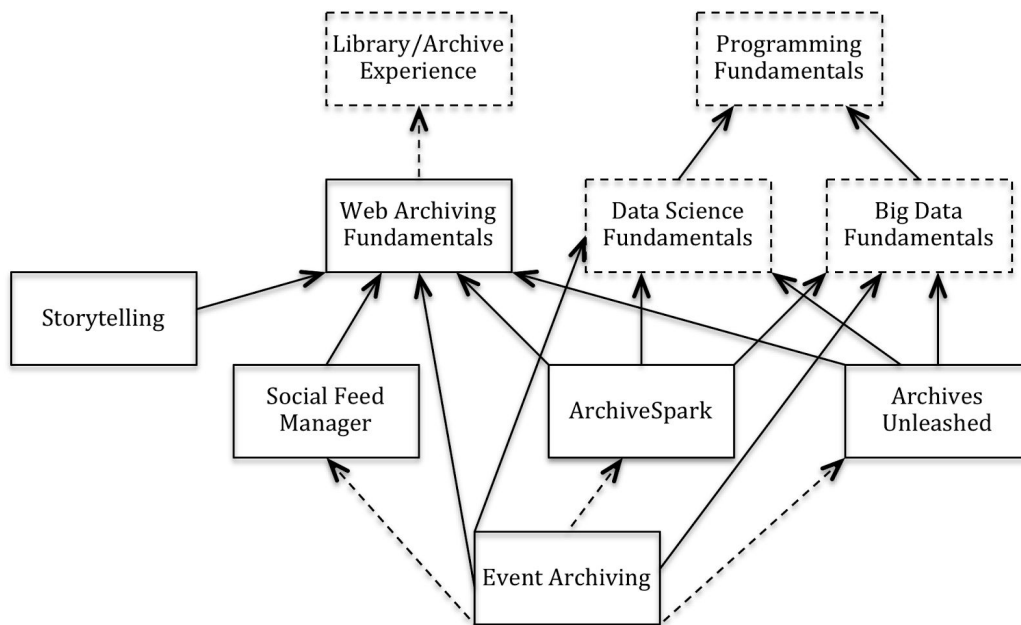 Library/Archive
Experience
Programming
Fundamentals
Web Archiving
Fundamentals
Data Science
Fundamentals
Big Data
Fundamentals
Storytelling
Social Feed
Manager
ArchiveSpark
Archives
Unleashed
Event Archiving